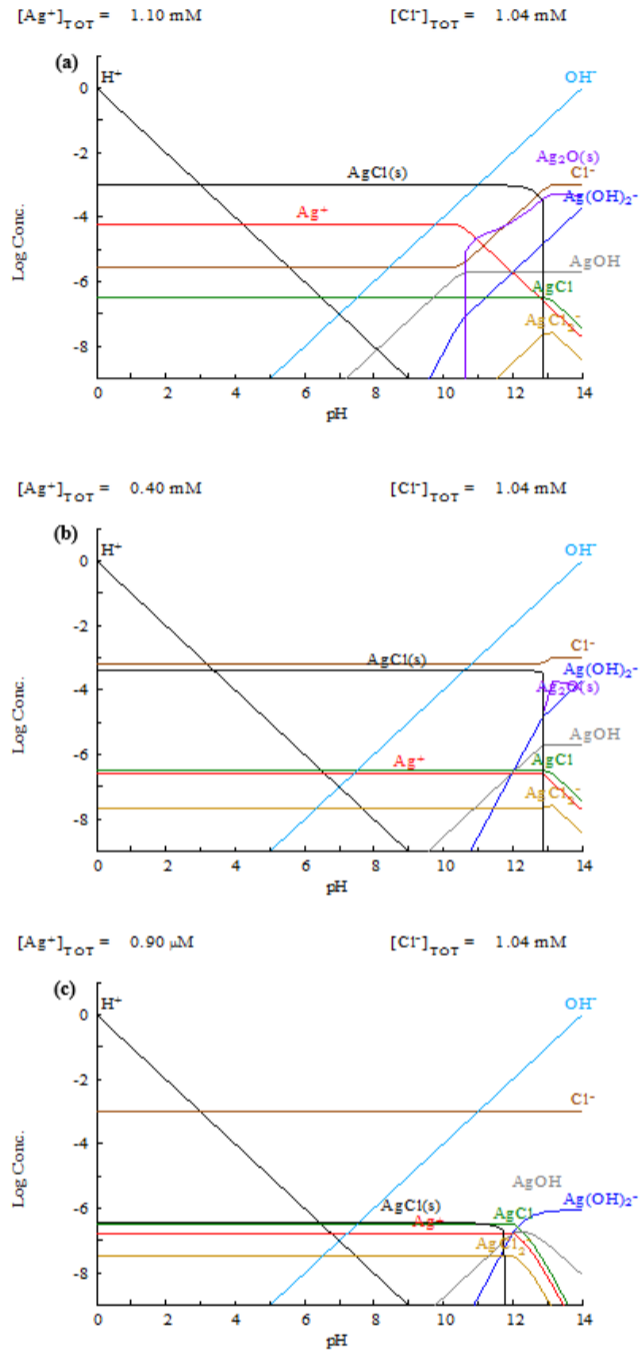 [Ag⁺]TOT = 1.10 mM [Cl⁻]TOT = 1.04 mM
(a)
H⁺ OH⁻
0
Ag₂O(s)
-2
AgCl(s) Cl⁻
Ag(OH)₂⁻
-4
Ag⁺
Log Conc.
AgOH
-6
AgCl
AgCl₂⁻
-8
0 2 4 6 8 10 12 14
pH
[Ag⁺]TOT = 0.40 mM [Cl⁻]TOT = 1.04 mM
(b)
H⁺ OH⁻
0
-2
Cl⁻
AgCl(s)
Ag(OH)₂⁻
-4
Ag₂O(s)
Log Conc.
AgOH
-6
Ag⁺ AgCl
AgCl₂⁻
-8
0 2 4 6 8 10 12 14
pH
[Ag⁺]TOT = 0.90 μM [Cl⁻]TOT = 1.04 mM
(c)
H⁺ OH⁻
0
-2
Cl⁻
-4
Log Conc.
AgOH
Ag(OH)₂⁻
-6
AgCl(s) AgCl
Ag⁺
AgCl₂⁻
-8
0 2 4 6 8 10 12 14
pH